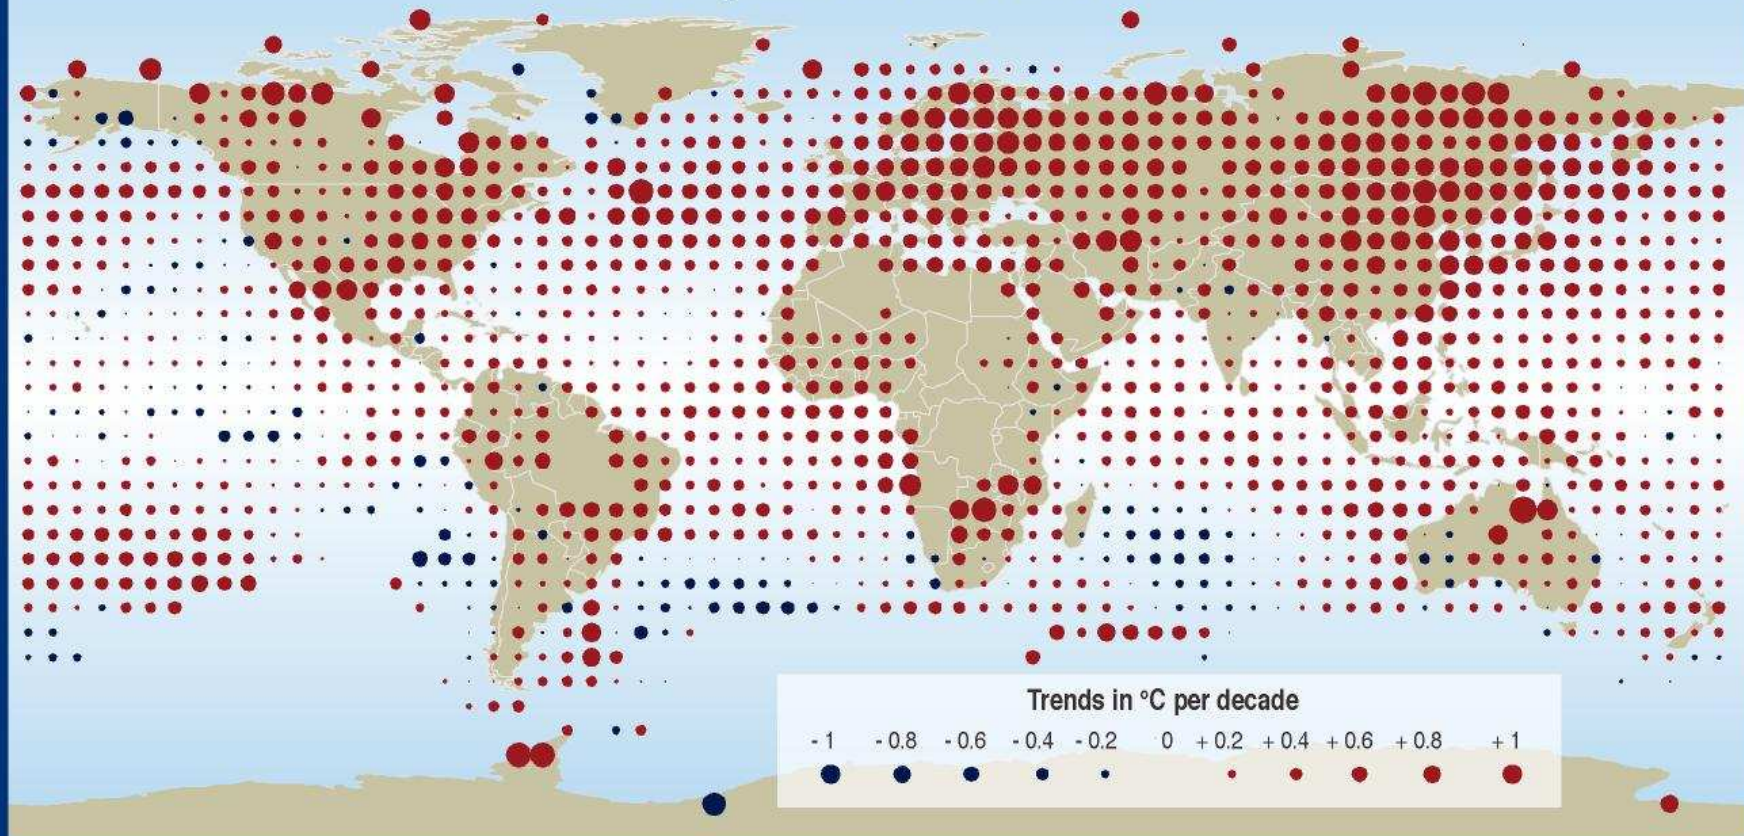 Trends in °C per decade
- 1 - 0.8 - 0.6 - 0.4 - 0.2 0 + 0.2 + 0.4 + 0.6 + 0.8 + 1